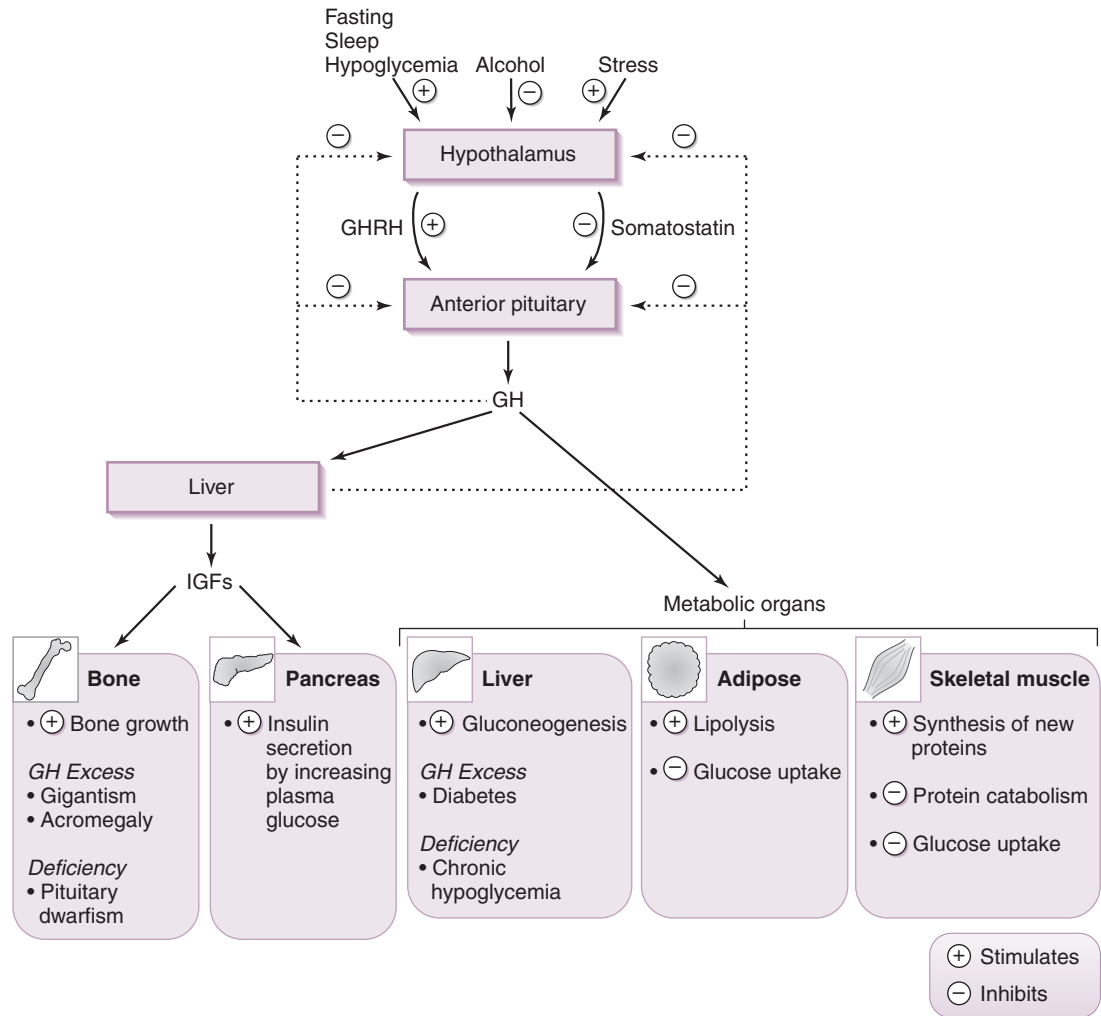 Fasting
Sleep
Hypoglycemia
Alcohol
Stress
+
−
+
−
−
Hypothalamus
GHRH
+
−
Somatostatin
−
−
Anterior pituitary
GH
Liver
IGFs
Metabolic organs
Bone
• + Bone growth
GH Excess
• Gigantism
• Acromegaly
Deficiency
• Pituitary
dwarfism
Pancreas
• + Insulin
secretion
by increasing
plasma
glucose
Liver
• + Gluconeogenesis
GH Excess
• Diabetes
Deficiency
• Chronic
hypoglycemia
Adipose
• + Lipolysis
• − Glucose uptake
Skeletal muscle
• + Synthesis of new
proteins
• − Protein catabolism
• − Glucose uptake
+ Stimulates
− Inhibits